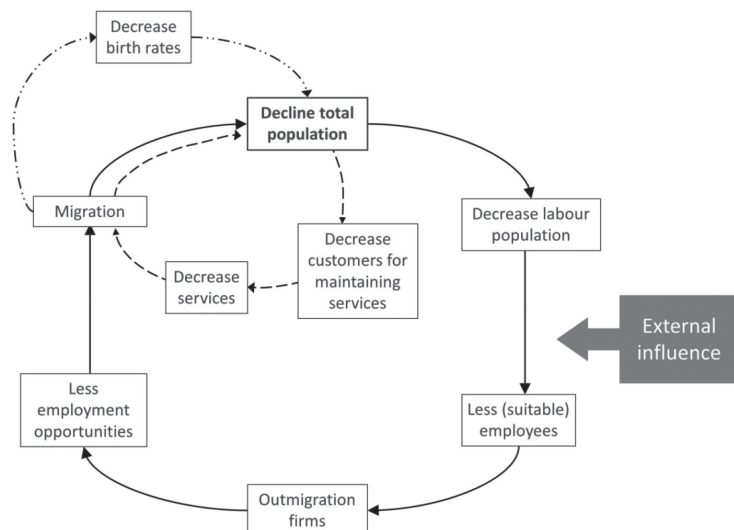 Decrease
birth rates
Decline total
population
Migration
Decrease labour
population
Decrease
customers for
maintaining
services
Decrease
services
External
influence
Less
employment
opportunities
Less (suitable)
employees
Outmigration
firms